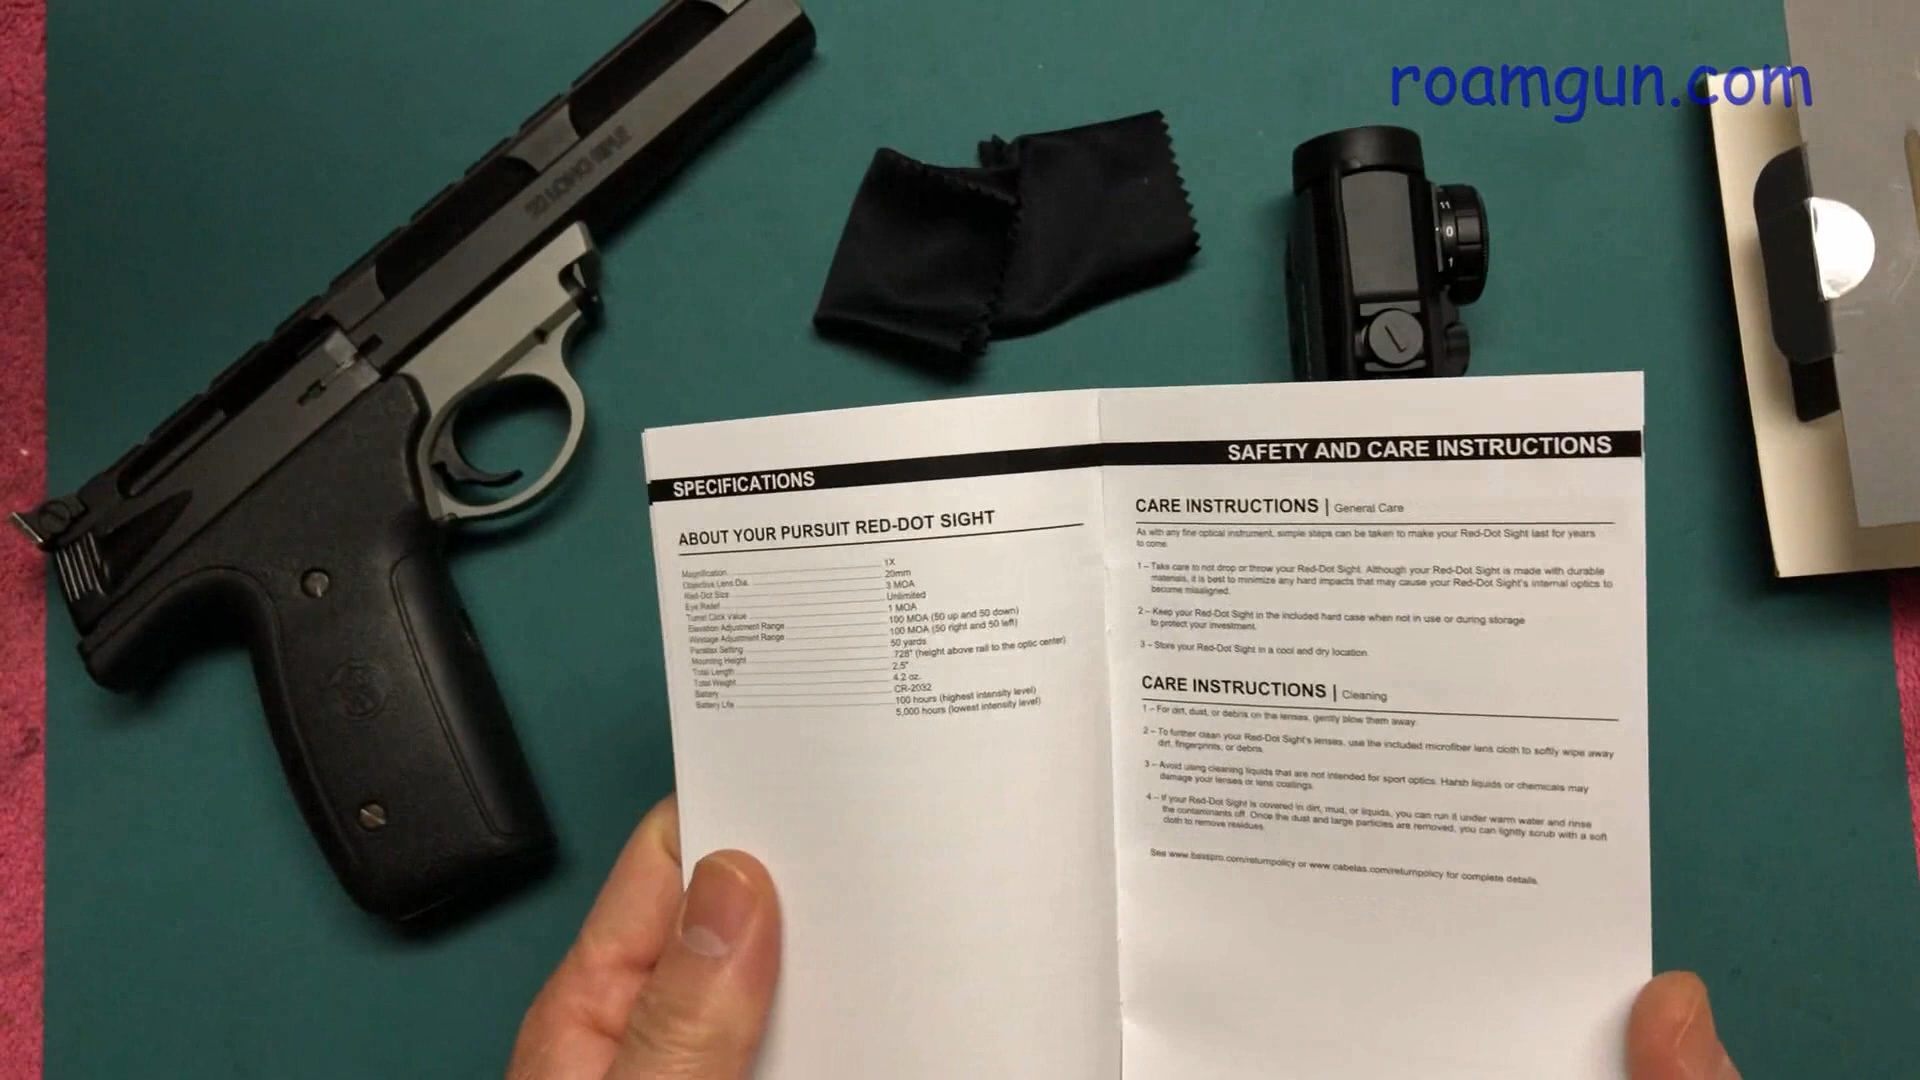 roamgun.com
22 LONG RIFLE
11
0
1
SPECIFICATIONS
ABOUT YOUR PURSUIT RED-DOT SIGHT
Magnification 1X
Objective Lens Dia. 20mm
Red-Dot Size 3 MOA
Eye Relief Unlimited
Turret Click Value 1 MOA
Elevation Adjustment Range 100 MOA (50 up and 50 down)
Windage Adjustment Range 100 MOA (50 right and 50 left)
Parallax Setting 50 yards
Mounting Height .728" (height above rail to the optic center)
Total Length 2.5"
Total Weight 4.2 oz.
Battery CR-2032
Battery Life 100 hours (highest intensity level)
5,000 hours (lowest intensity level)
SAFETY AND CARE INSTRUCTIONS
CARE INSTRUCTIONS | General Care
As with any fine optical instrument, simple steps can be taken to make your Red-Dot Sight last for years
to come.
1 – Take care to not drop or throw your Red-Dot Sight. Although your Red-Dot Sight is made with durable
materials, it is best to minimize any hard impacts that may cause your Red-Dot Sight's internal optics to
become misaligned.
2 – Keep your Red-Dot Sight in the included hard case when not in use or during storage
to protect your investment.
3 – Store your Red-Dot Sight in a cool and dry location.
CARE INSTRUCTIONS | Cleaning
1 – For dirt, dust, or debris on the lenses, gently blow them away.
2 – To further clean your Red-Dot Sight's lenses, use the included microfiber lens cloth to softly wipe away
dirt, fingerprints, or debris.
3 – Avoid using cleaning liquids that are not intended for sport optics. Harsh liquids or chemicals may
damage your lenses or lens coatings.
4 – If your Red-Dot Sight is covered in dirt, mud, or liquids, you can run it under warm water and rinse
the contaminants off. Once the dust and large particles are removed, you can lightly scrub with a soft
cloth to remove residues.
See www.basspro.com/returnpolicy or www.cabelas.com/returnpolicy for complete details.